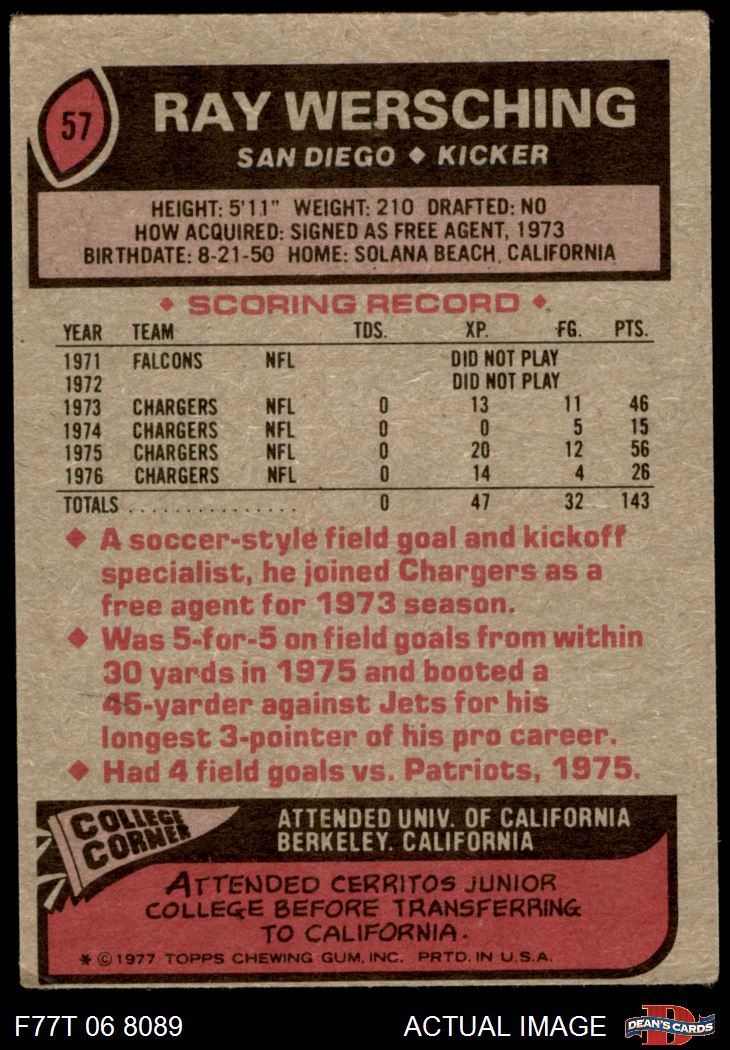 57
RAY WERSCHING
SAN DIEGO ◆ KICKER
HEIGHT: 5'11" WEIGHT: 210 DRAFTED: NO
HOW ACQUIRED: SIGNED AS FREE AGENT, 1973
BIRTHDATE: 8-21-50 HOME: SOLANA BEACH, CALIFORNIA
◆ SCORING RECORD ◆
YEAR TEAM TDS. XP. FG. PTS.
1971 FALCONS NFL DID NOT PLAY
1972 DID NOT PLAY
1973 CHARGERS NFL 0 13 11 46
1974 CHARGERS NFL 0 0 5 15
1975 CHARGERS NFL 0 20 12 56
1976 CHARGERS NFL 0 14 4 26
TOTALS . . . . . . . . . . . . . . . 0 47 32 143
◆ A soccer-style field goal and kickoff
specialist, he joined Chargers as a
free agent for 1973 season.
◆ Was 5-for-5 on field goals from within
30 yards in 1975 and booted a
45-yarder against Jets for his
longest 3-pointer of his pro career.
◆ Had 4 field goals vs. Patriots, 1975.
COLLEGE
CORNER
ATTENDED UNIV. OF CALIFORNIA
BERKELEY, CALIFORNIA
ATTENDED CERRITOS JUNIOR
COLLEGE BEFORE TRANSFERRING
TO CALIFORNIA.
* ©1977 TOPPS CHEWING GUM, INC. PRTD. IN U.S.A.
F77T 06 8089
ACTUAL IMAGE
D
DEAN'S CARDS